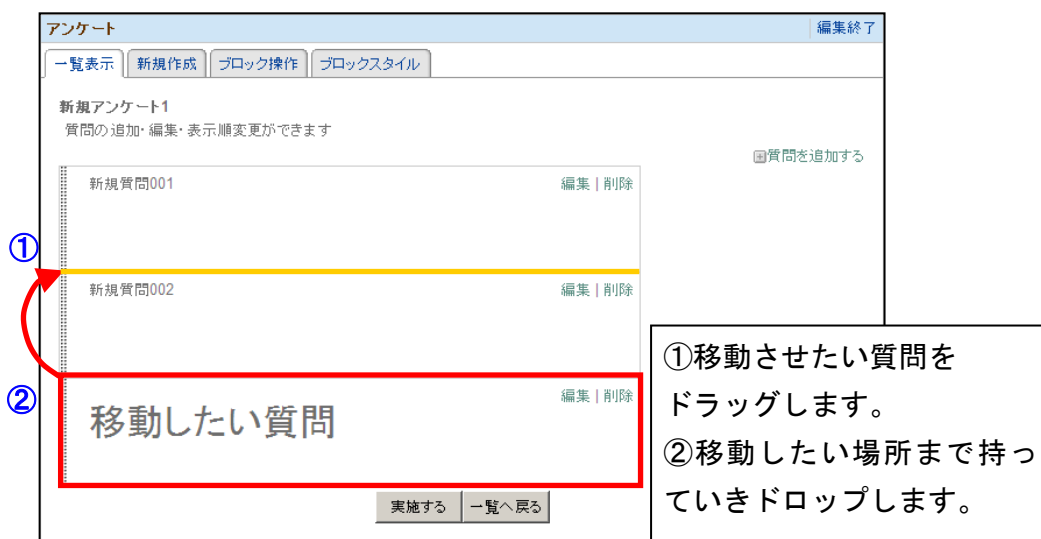 アンケート 編集終了
一覧表示 新規作成 ブロック操作 ブロックスタイル
新規アンケート1
質問の追加・編集・表示順変更ができます
質問を追加する
新規質問001 編集 | 削除
①
新規質問002 編集 | 削除
②
移動したい質問 編集 | 削除
実施する 一覧へ戻る
①移動させたい質問を
ドラッグします。
②移動したい場所まで持っ
ていきドロップします。